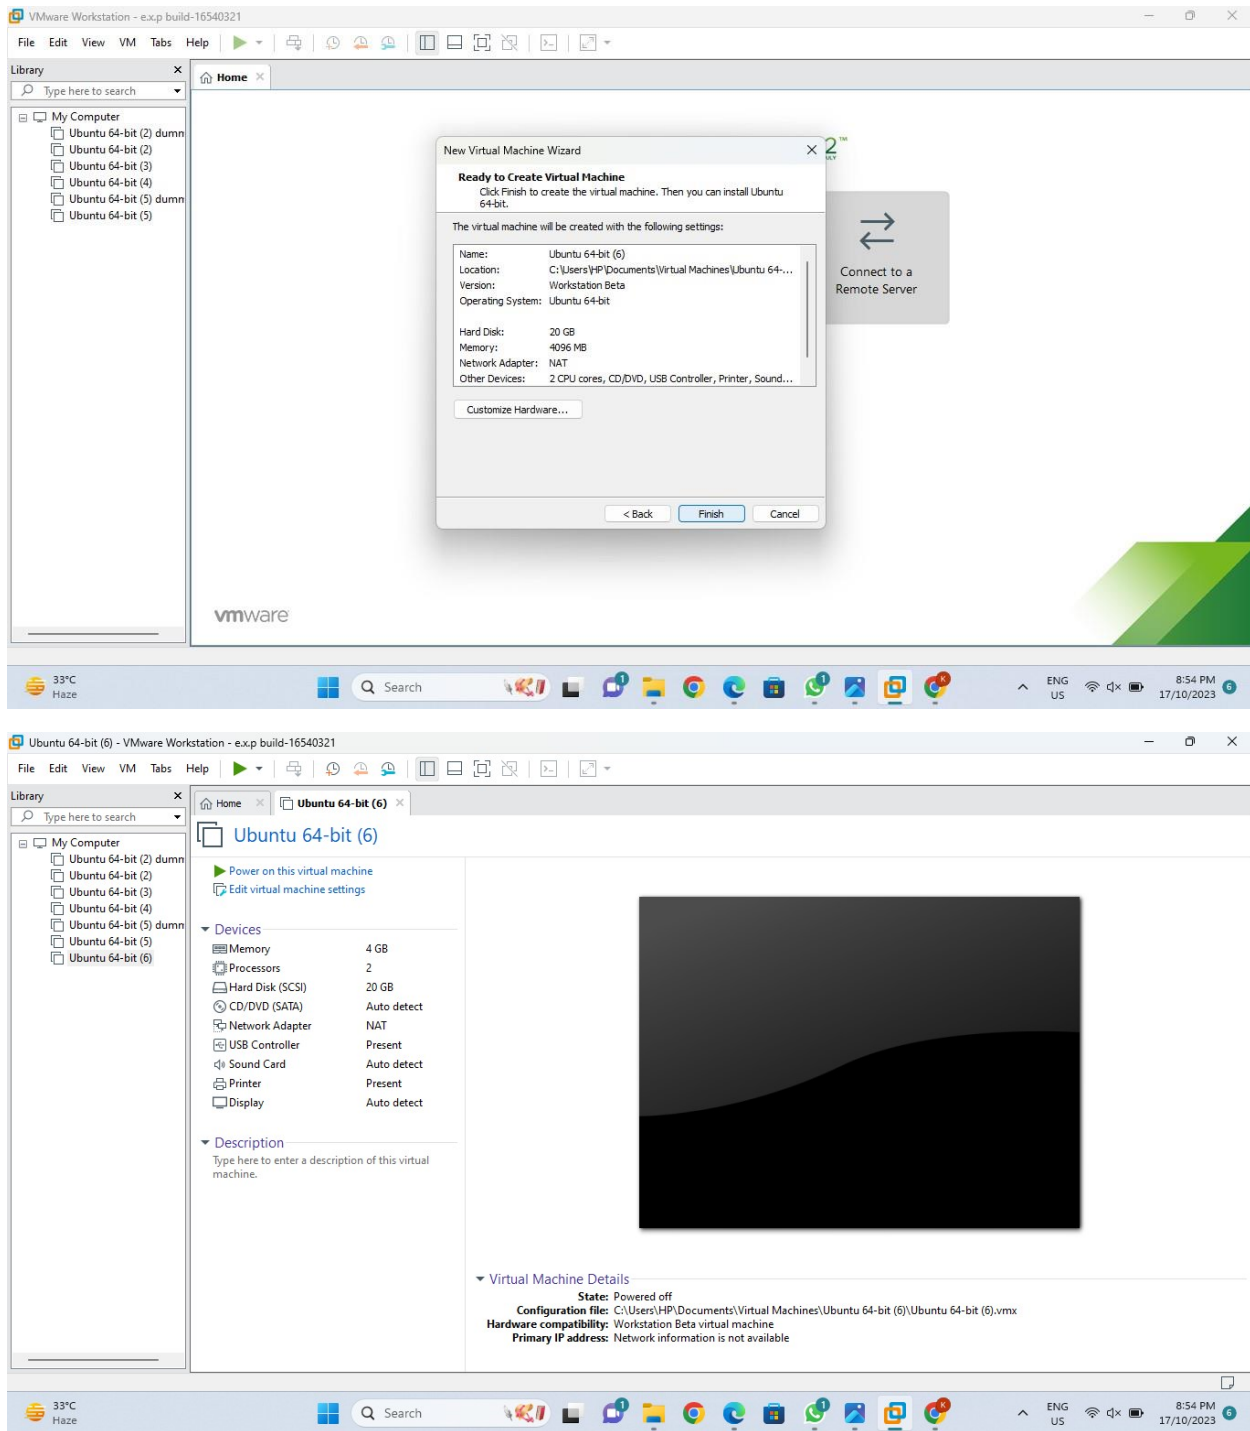 VMware Workstation - e.x.p build-16540321
File Edit View VM Tabs Help
Library
Home
Type here to search
My Computer
Ubuntu 64-bit (2) dumm
Ubuntu 64-bit (2)
Ubuntu 64-bit (3)
Ubuntu 64-bit (4)
Ubuntu 64-bit (5) dumm
Ubuntu 64-bit (5)
New Virtual Machine Wizard
2™
Ready to Create Virtual Machine
Click Finish to create the virtual machine. Then you can install Ubuntu
64-bit.
The virtual machine will be created with the following settings:
Name: Ubuntu 64-bit (6)
Location: C:\Users\HP\Documents\Virtual Machines\Ubuntu 64-...
Version: Workstation Beta
Operating System: Ubuntu 64-bit
Hard Disk: 20 GB
Memory: 4096 MB
Network Adapter: NAT
Other Devices: 2 CPU cores, CD/DVD, USB Controller, Printer, Sound...
Customize Hardware...
< Back Finish Cancel
Connect to a
Remote Server
vmware
33°C
Haze
Search
1
1
K
ENG
US
8:54 PM
17/10/2023
6
Ubuntu 64-bit (6) - VMware Workstation - e.x.p build-16540321
File Edit View VM Tabs Help
Library
Home
Ubuntu 64-bit (6)
Type here to search
My Computer
Ubuntu 64-bit (2) dumm
Ubuntu 64-bit (2)
Ubuntu 64-bit (3)
Ubuntu 64-bit (4)
Ubuntu 64-bit (5) dumm
Ubuntu 64-bit (5)
Ubuntu 64-bit (6)
Ubuntu 64-bit (6)
Power on this virtual machine
Edit virtual machine settings
Devices
Memory 4 GB
Processors 2
Hard Disk (SCSI) 20 GB
CD/DVD (SATA) Auto detect
Network Adapter NAT
USB Controller Present
Sound Card Auto detect
Printer Present
Display Auto detect
Description
Type here to enter a description of this virtual
machine.
Virtual Machine Details
State: Powered off
Configuration file: C:\Users\HP\Documents\Virtual Machines\Ubuntu 64-bit (6)\Ubuntu 64-bit (6).vmx
Hardware compatibility: Workstation Beta virtual machine
Primary IP address: Network information is not available
33°C
Haze
Search
1
1
K
ENG
US
8:54 PM
17/10/2023
6